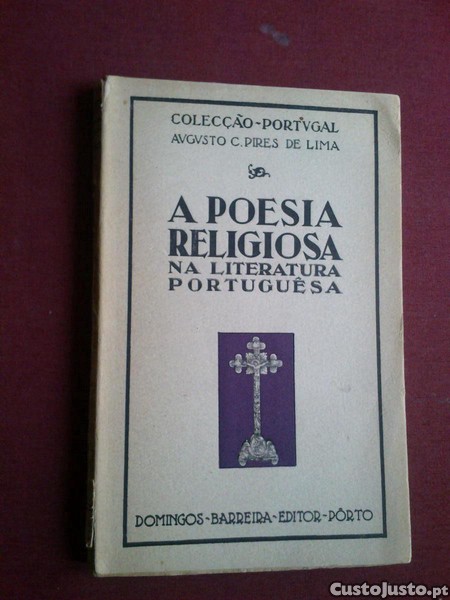 COLECÇÃO-PORTVGAL
AVGVSTO C. PIRES DE LIMA
A POESIA
RELIGIOSA
NA LITERATURA
PORTUGUÊSA
DOMINGOS-BARREIRA-EDITOR-PÔRTO
CustoJusto.pt